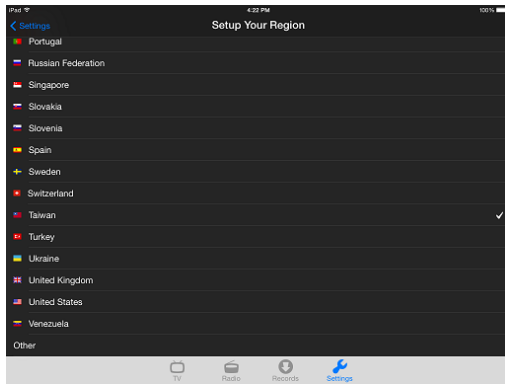 iPad 4:22 PM 100%
Settings Setup Your Region
Portugal
Russian Federation
Singapore
Slovakia
Slovenia
Spain
Sweden
Switzerland
Taiwan
Turkey
Ukraine
United Kingdom
United States
Venezuela
Other
TV Radio Records Settings